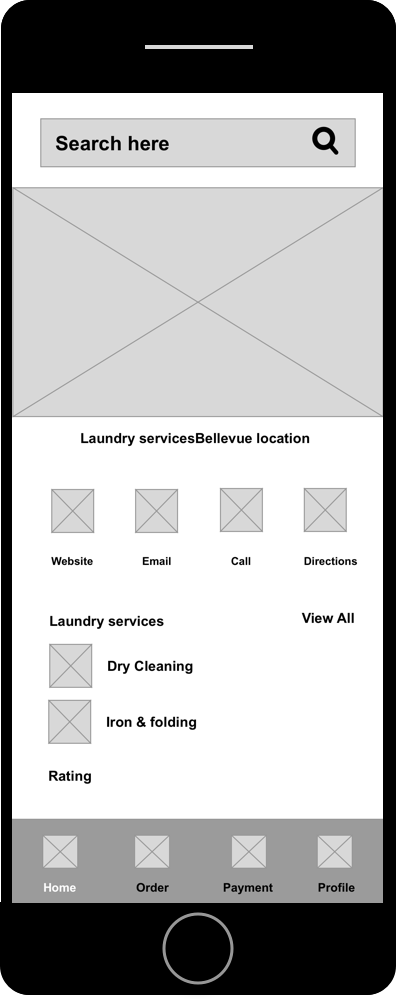 Search here
Laundry servicesBellevue location
Website Email Call Directions
Laundry services View All
Dry Cleaning
Iron & folding
Rating
Home Order Payment Profile